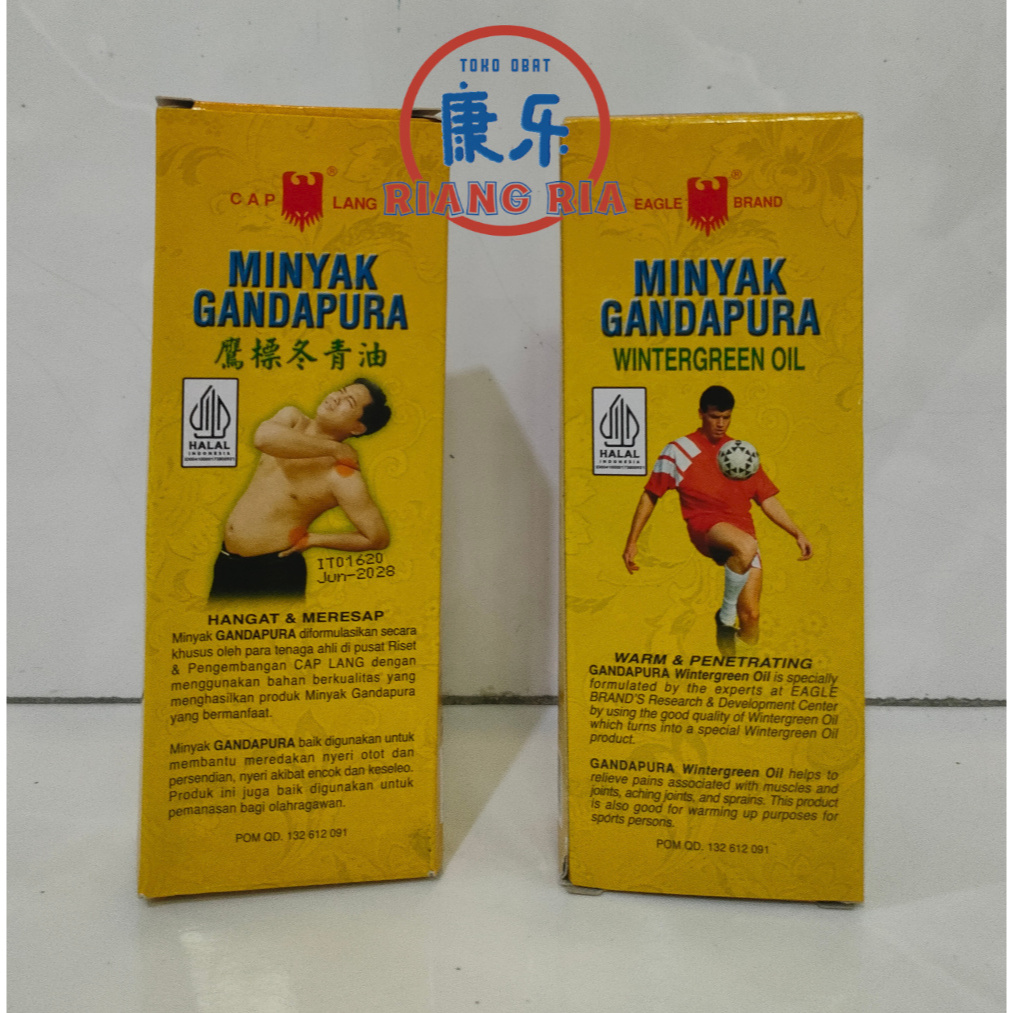 TOKO OBAT
康乐
RIANG RIA
CAP LANG
MINYAK
GANDAPURA
鷹標冬青油
HALAL
INDONESIA
IT01620
Jun-2028
HANGAT & MERESAP
Minyak GANDAPURA diformulasikan secara
khusus oleh para tenaga ahli di pusat Riset
& Pengembangan CAP LANG dengan
menggunakan bahan berkualitas yang
menghasilkan produk Minyak Gandapura
yang bermanfaat.
Minyak GANDAPURA baik digunakan untuk
membantu meredakan nyeri otot dan
persendian, nyeri akibat encok dan keseleo.
Produk ini juga baik digunakan untuk
pemanasan bagi olahragawan.
POM QD. 132 612 091
EAGLE BRAND
MINYAK
GANDAPURA
WINTERGREEN OIL
HALAL
INDONESIA
WARM & PENETRATING
GANDAPURA Wintergreen Oil is specially
formulated by the experts at EAGLE
BRAND'S Research & Development Center
by using the good quality of Wintergreen Oil
which turns into a special Wintergreen Oil
product.
GANDAPURA Wintergreen Oil helps to
relieve pains associated with muscles and
joints, aching joints, and sprains. This product
is also good for warming up purposes for
sports persons.
POM QD. 132 612 091